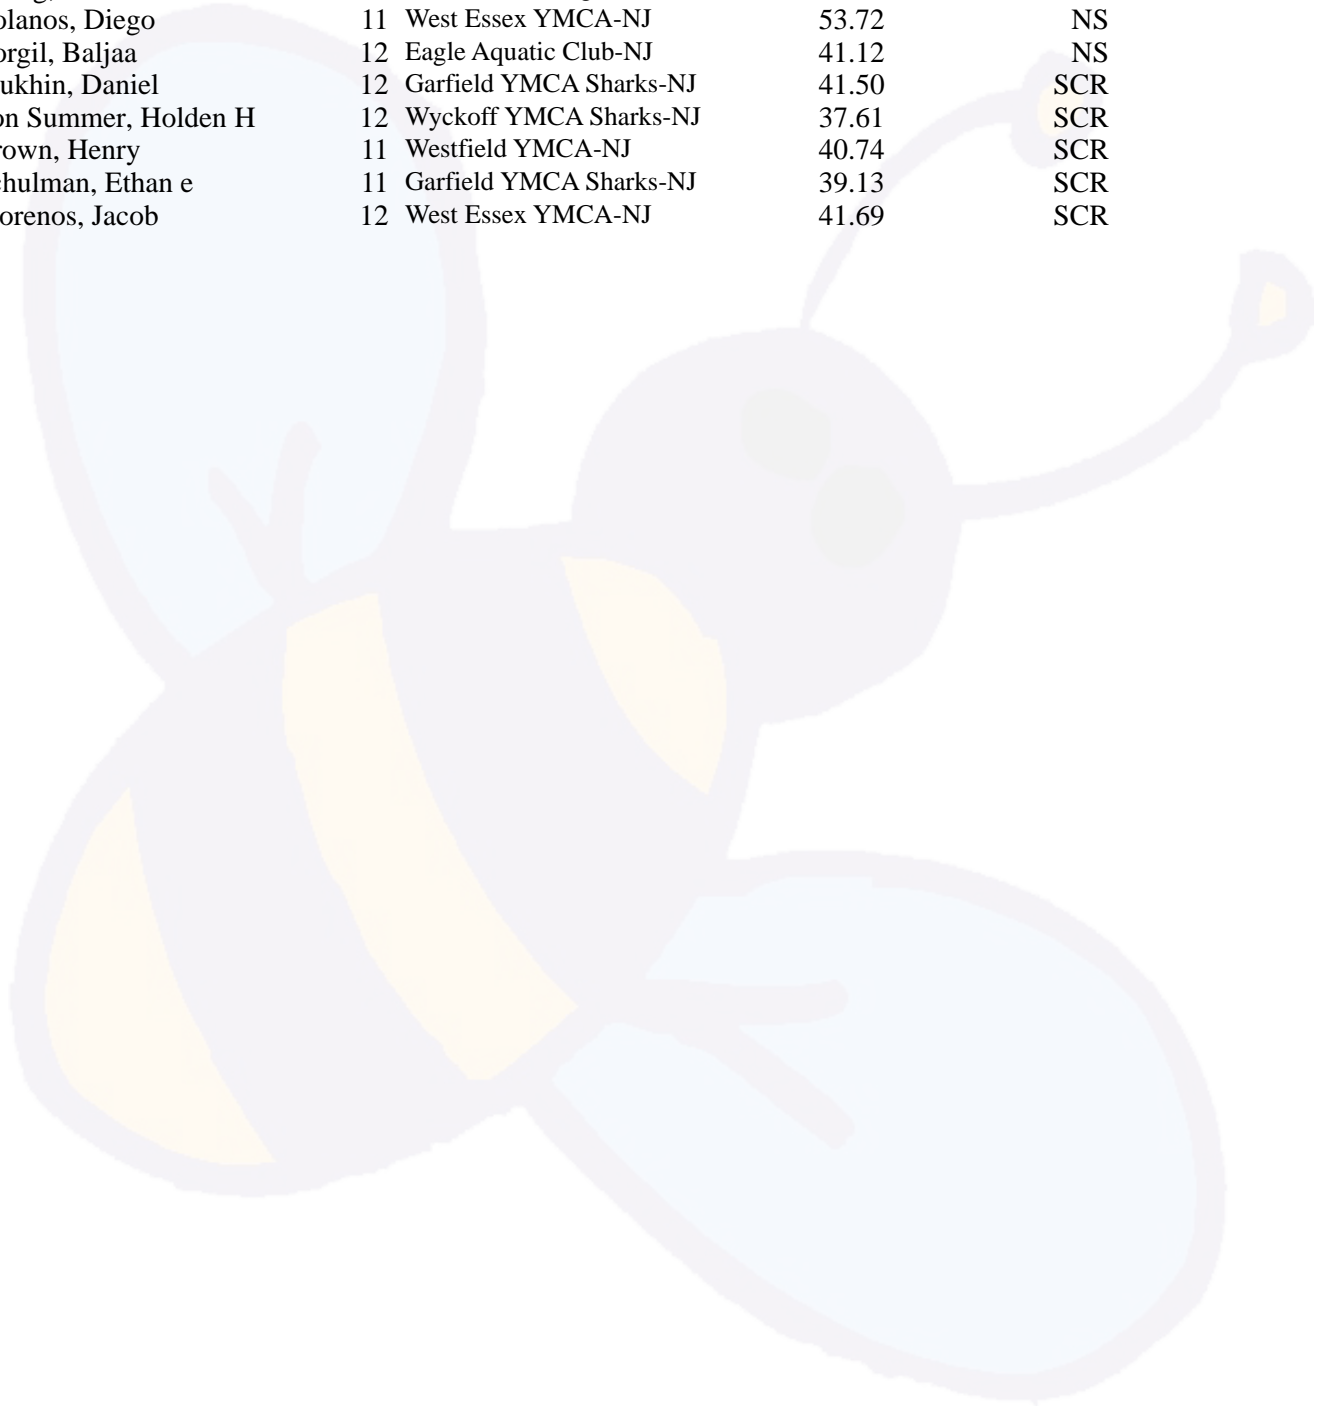 olanos, Diego 11 West Essex YMCA-NJ 53.72 NS
orgil, Baljaa 12 Eagle Aquatic Club-NJ 41.12 NS
ukhin, Daniel 12 Garfield YMCA Sharks-NJ 41.50 SCR
on Summer, Holden H 12 Wyckoff YMCA Sharks-NJ 37.61 SCR
rown, Henry 11 Westfield YMCA-NJ 40.74 SCR
chulman, Ethan e 11 Garfield YMCA Sharks-NJ 39.13 SCR
orenos, Jacob 12 West Essex YMCA-NJ 41.69 SCR